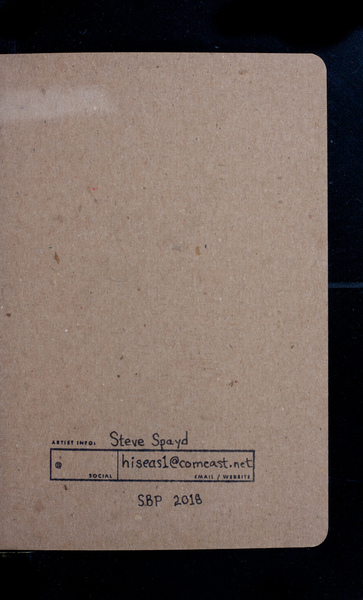 ARTIST INFO: Steve Spayd
@ hiseas1@comcast.net
SOCIAL EMAIL / WEBSITE
SBP 2018